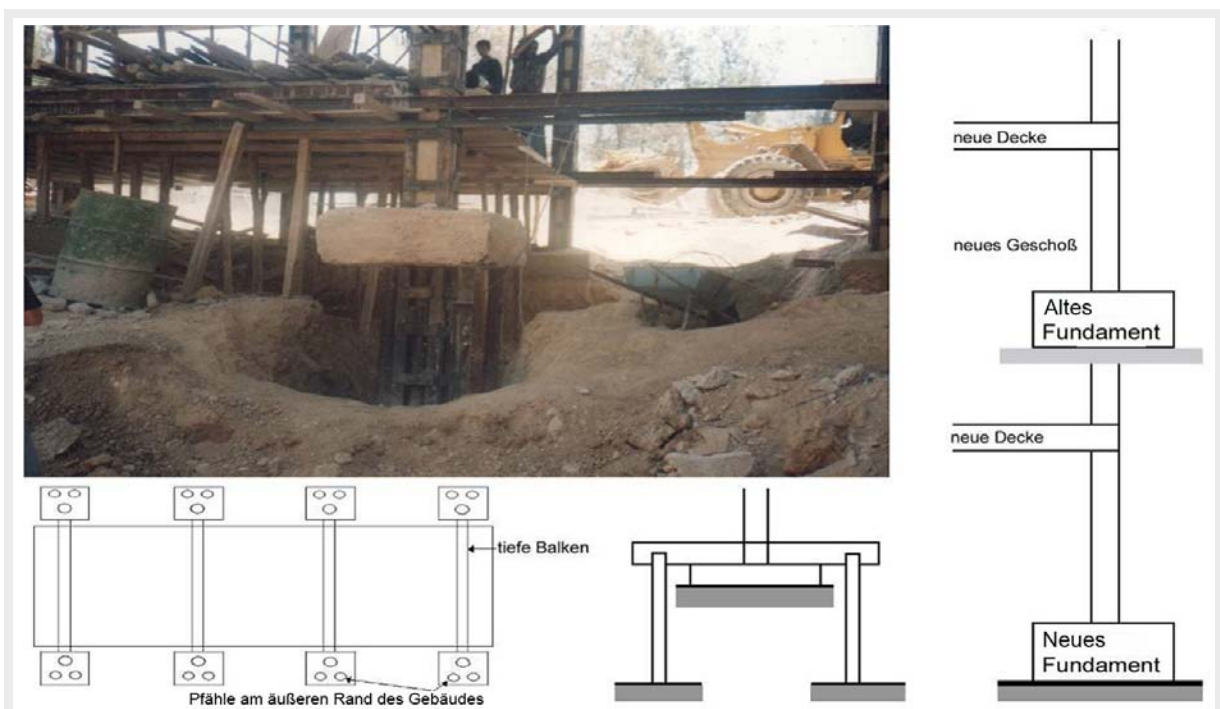 neue Decke
neues Geschoß
Altes
Fundament
neue Decke
tiefe Balken
Neues
Fundament
Pfähle am äußeren Rand des Gebäudes